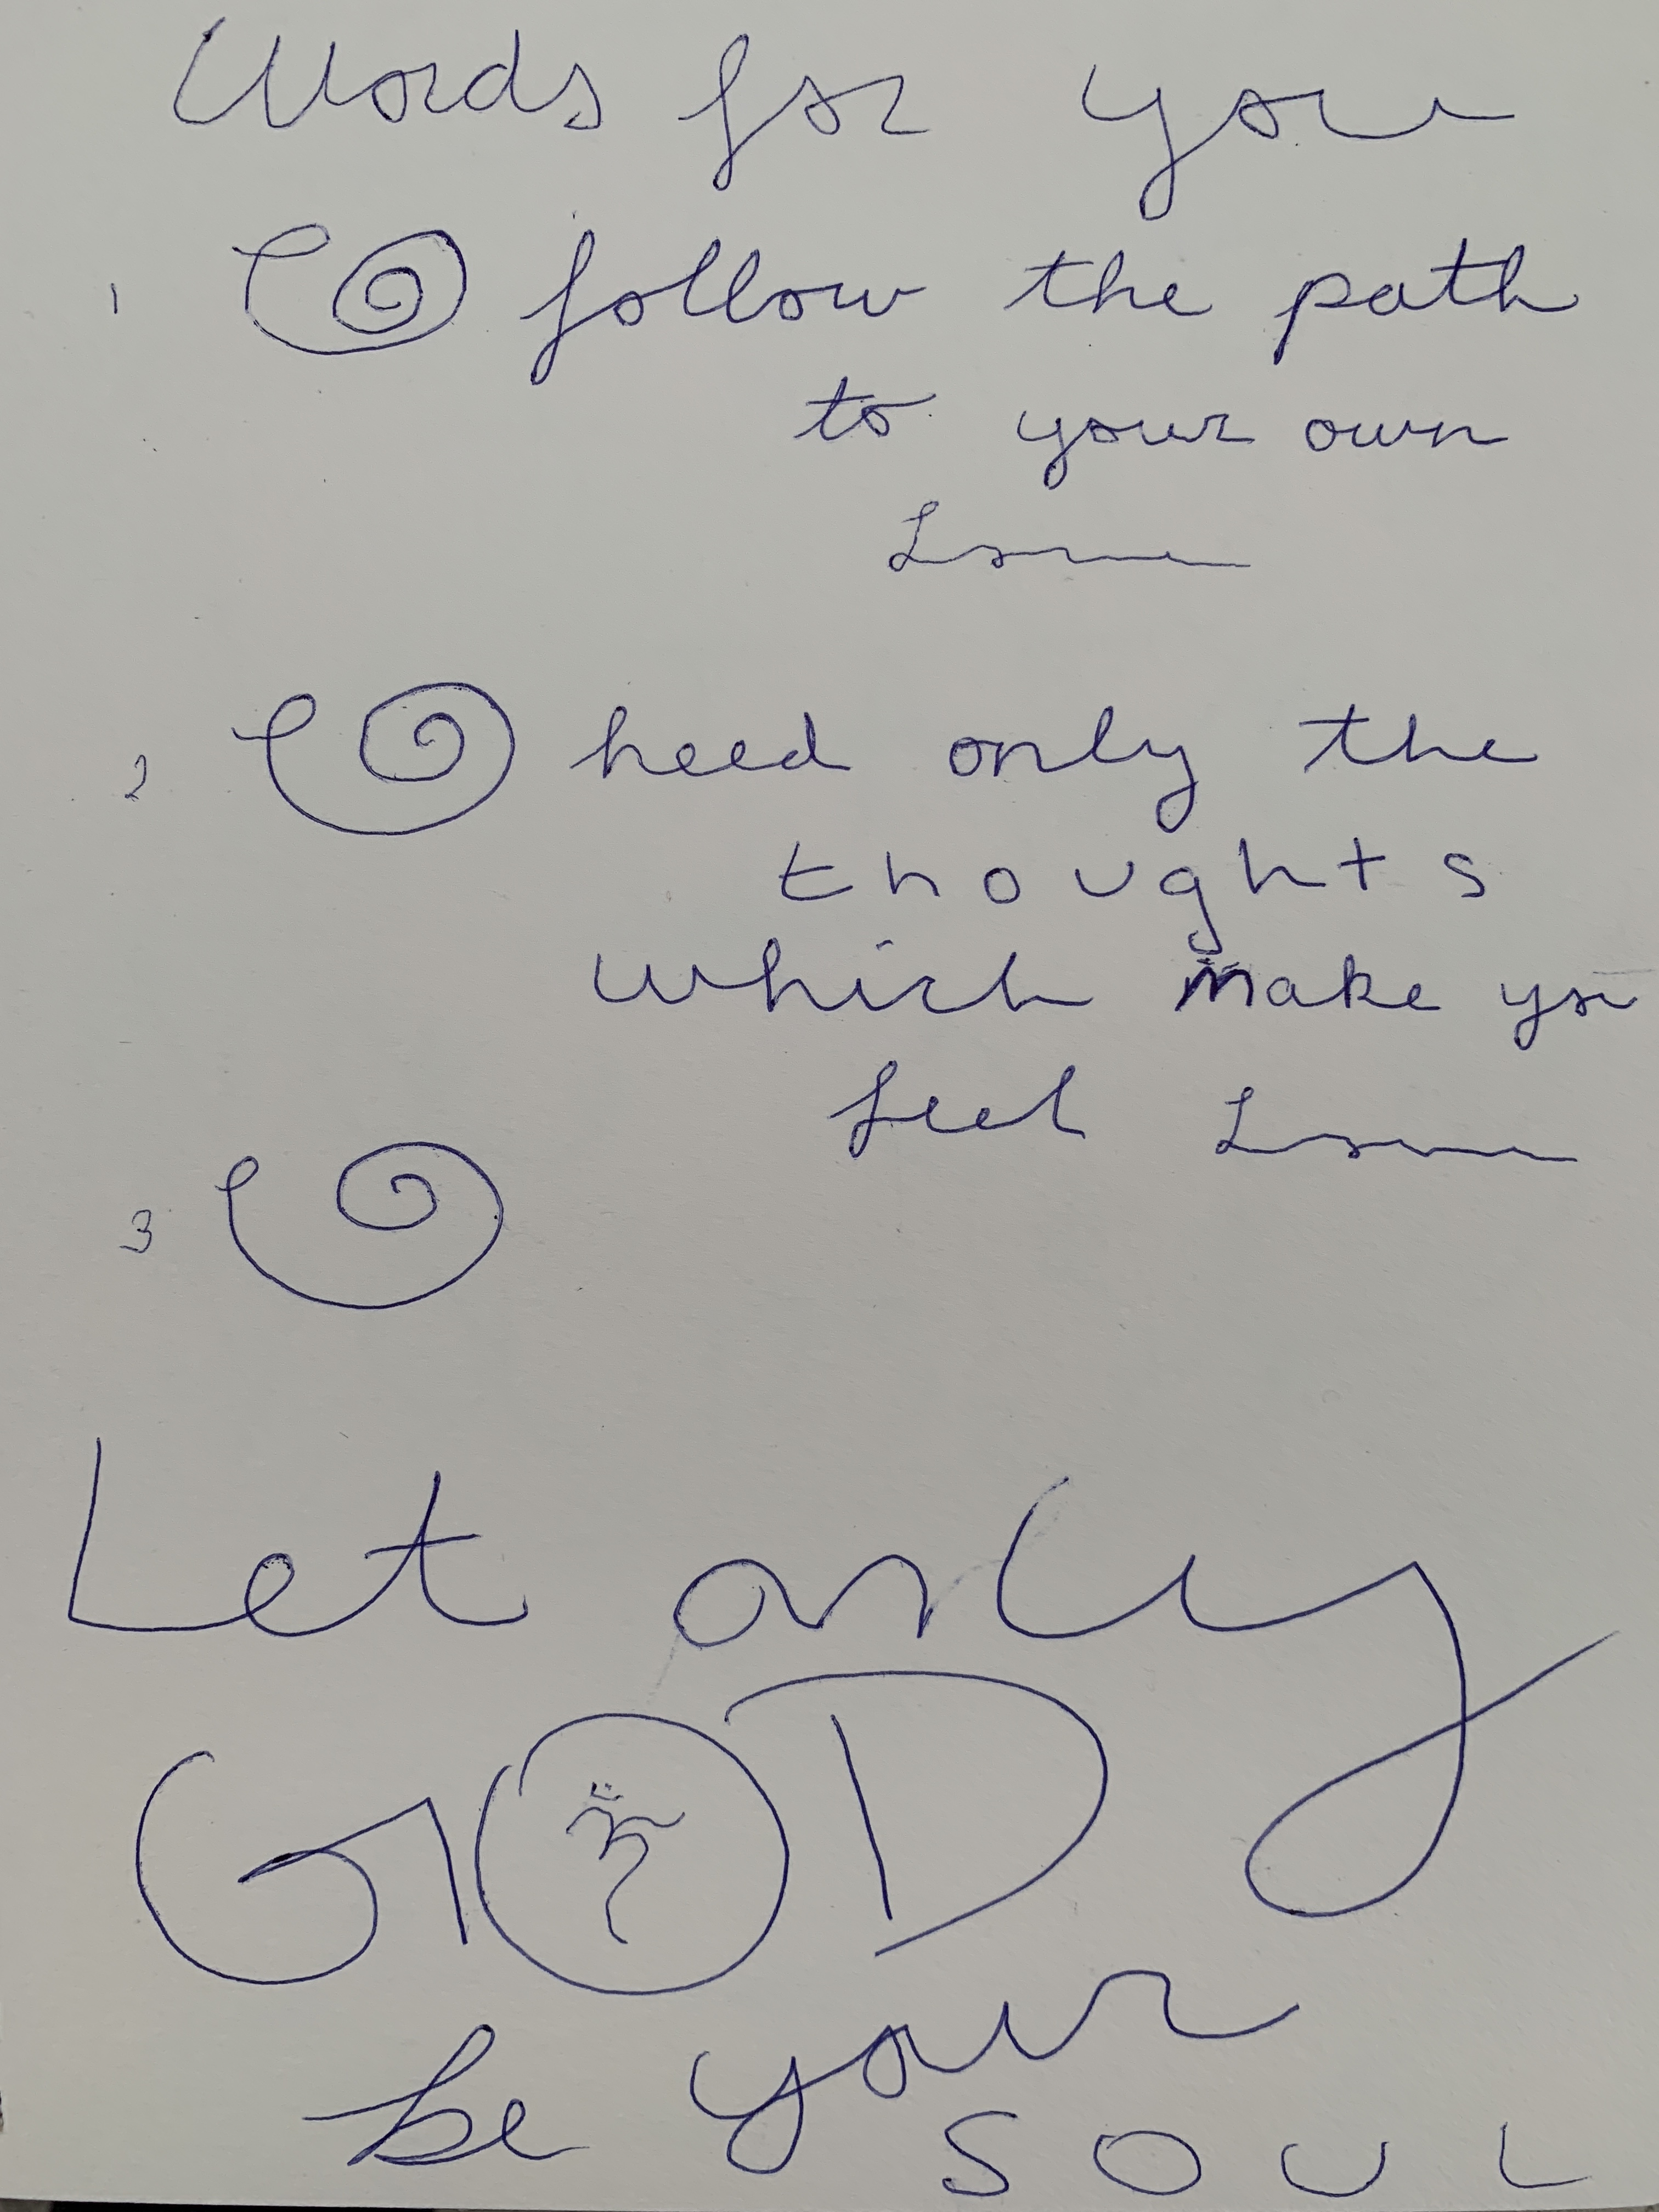 Words for you
1 follow the path
to your own
Love
2 heed only the
thoughts
which make you
feel Love
3
Let only
GOD
be your
SOUL